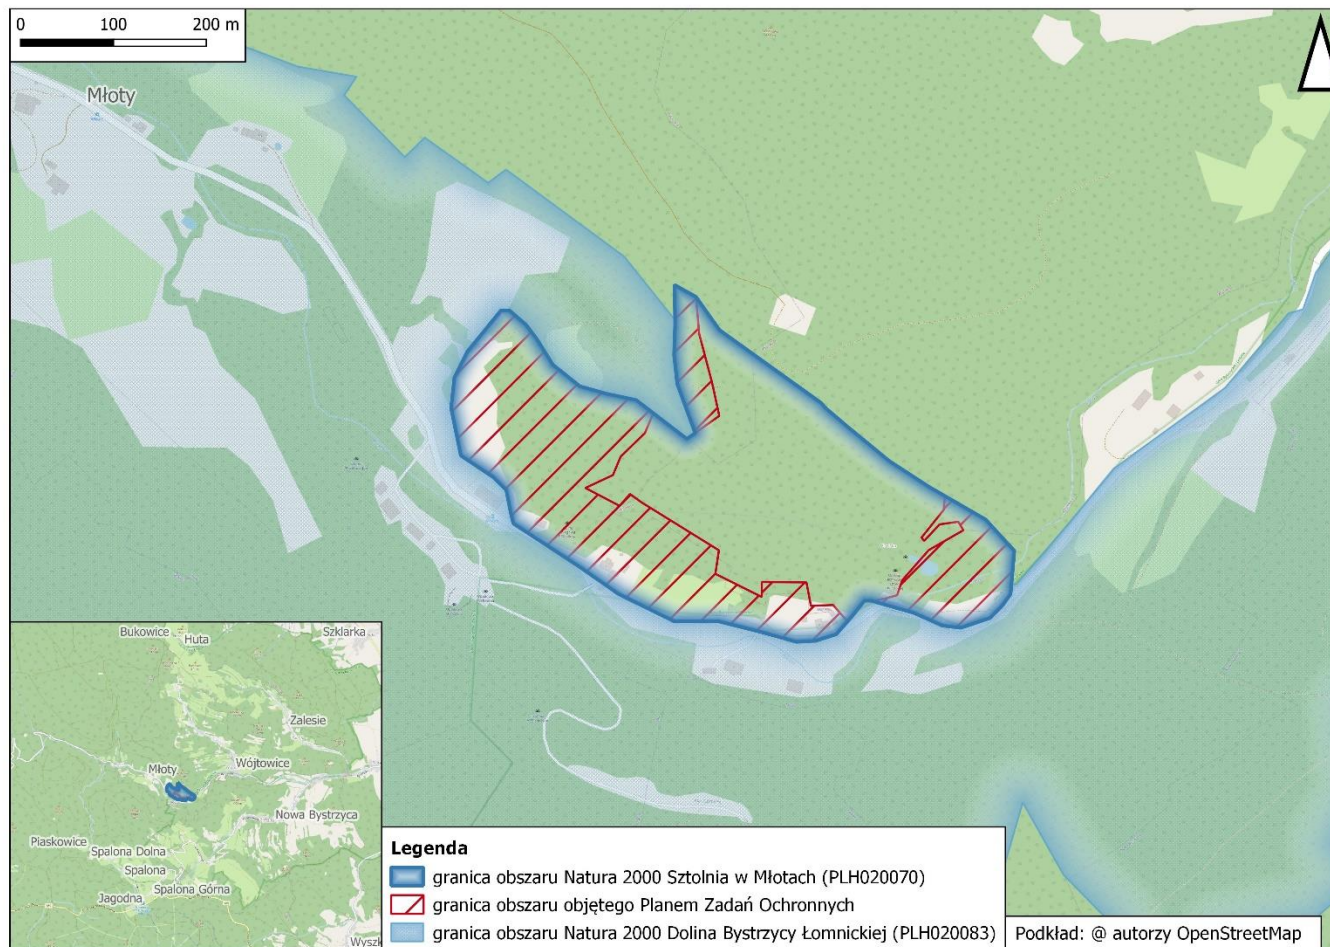 0 100 200 m
Młoty
Bukowice
Huta
Szklarka
Zalesie
Młoty
Wójtowice
Nowa Bystrzyca
Piaskowice
Spalona Dolna
Spalona
Spalona Górna
Jagodna
Wyszk
Legenda
granica obszaru Natura 2000 Sztolnia w Młotach (PLH020070)
granica obszaru objętego Planem Zadań Ochronnych
granica obszaru Natura 2000 Dolina Bystrzycy Łomnickiej (PLH020083)
Podkład: @ autorzy OpenStreetMap